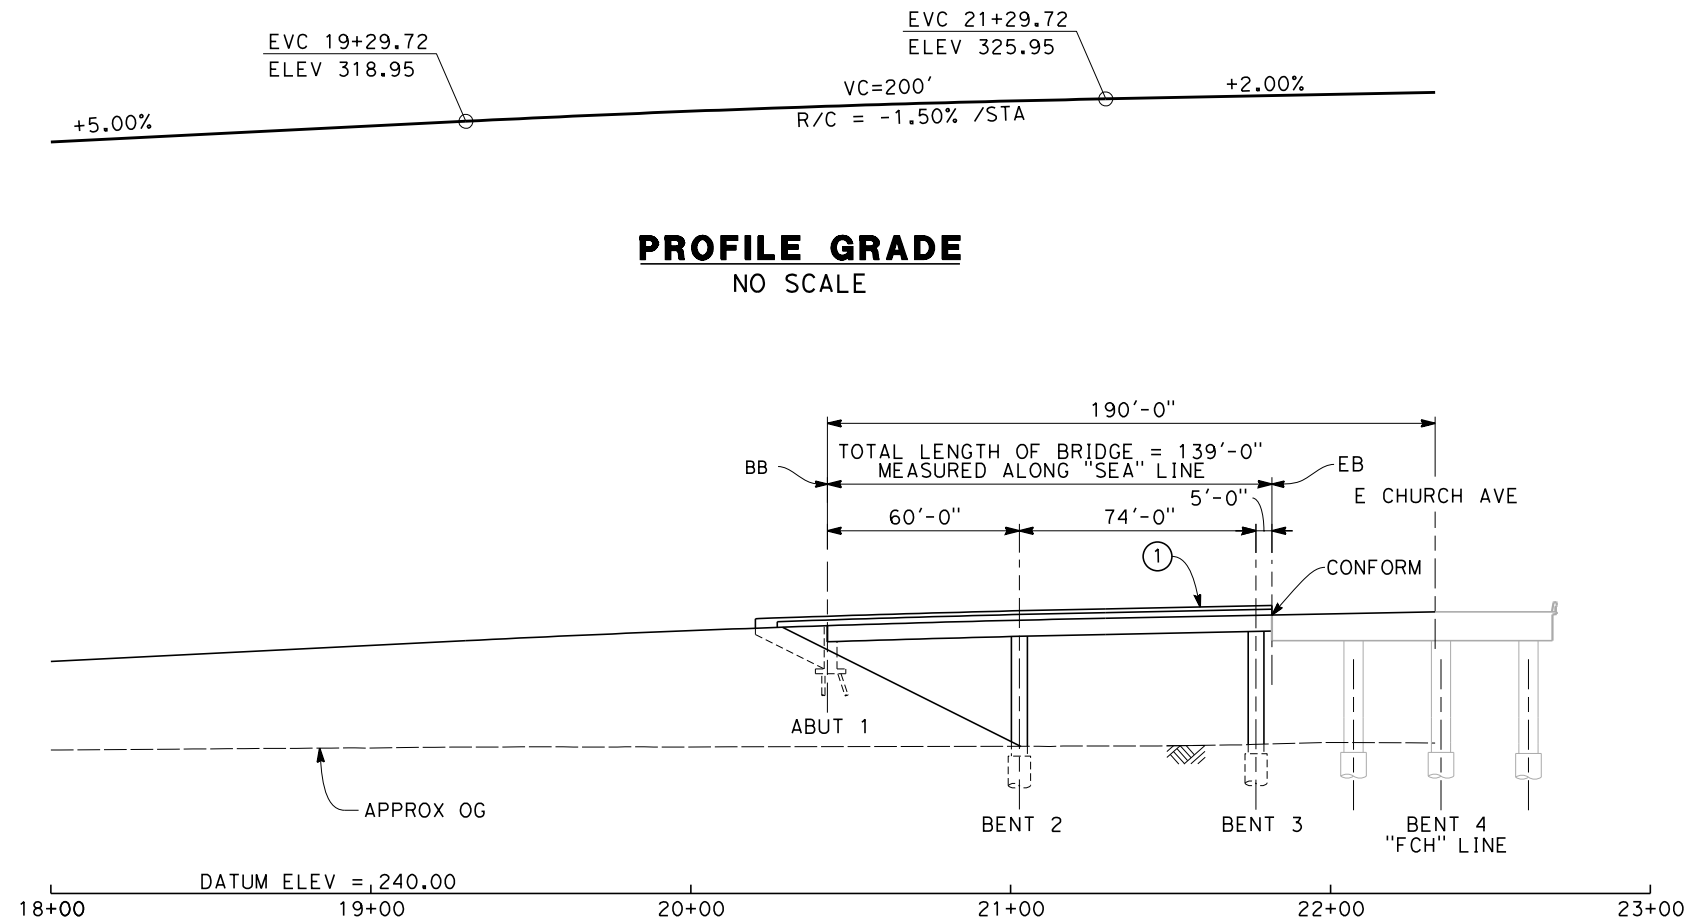 EVC 19+29.72
ELEV 318.95
EVC 21+29.72
ELEV 325.95
+5.00%
VC=200'
R/C = -1.50% /STA
+2.00%
PROFILE GRADE
NO SCALE
190'-0"
TOTAL LENGTH OF BRIDGE = 139'-0"
MEASURED ALONG "SEA" LINE
BB
EB
5'-0"
E CHURCH AVE
60'-0"
74'-0"
1
CONFORM
ABUT 1
APPROX OG
BENT 2
BENT 3
BENT 4
"FCH" LINE
DATUM ELEV = 240.00
18+00
19+00
20+00
21+00
22+00
23+00